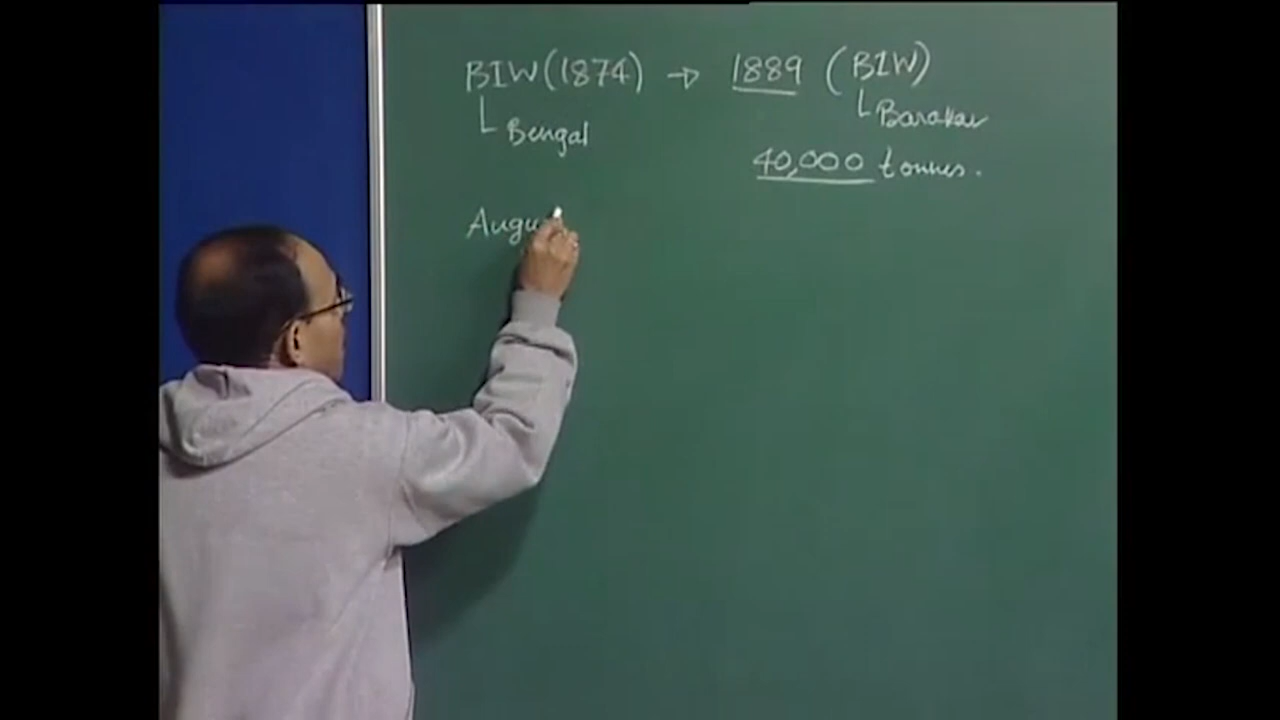 BIW (1874) → 1889 (BIW)
Bengal
Barakar
40,000 tonnes.
Augu